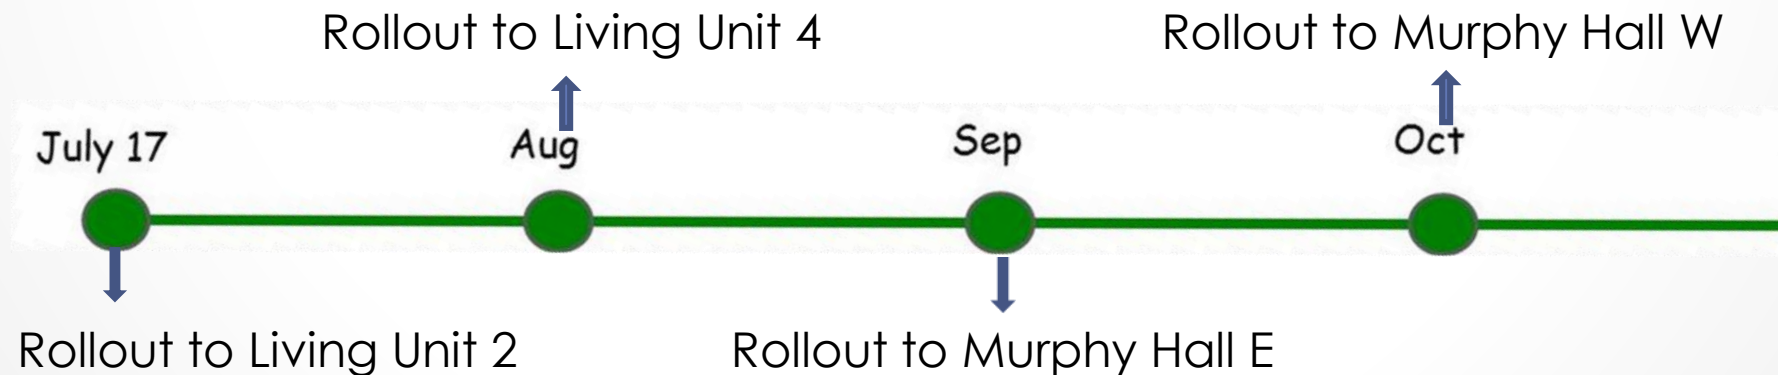 Rollout to Living Unit 4
Rollout to Murphy Hall W
July 17
Aug
Sep
Oct
Rollout to Living Unit 2
Rollout to Murphy Hall E